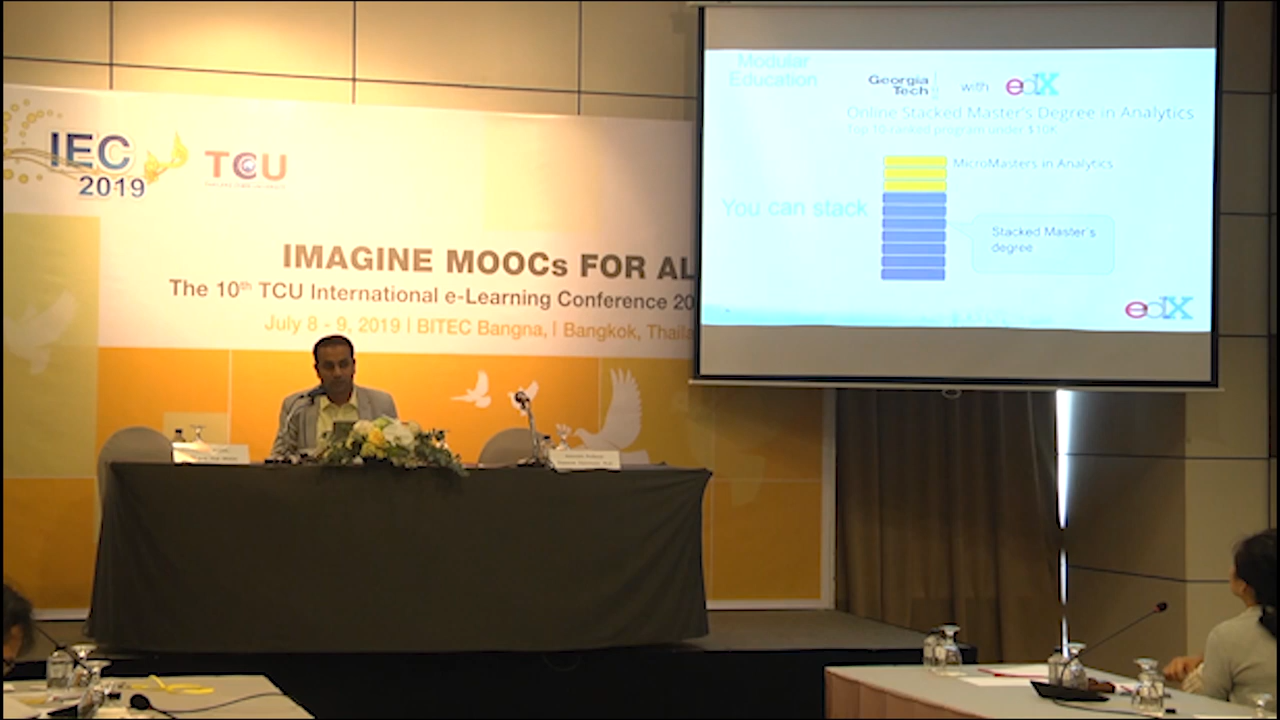 IEC
2019
TCU
IMAGINE MOOCs FOR AL
The 10th TCU International e-Learning Conference 20
July 8 - 9, 2019 | BITEC Bangna, | Bangkok, Thaila
Modular
Education
Georgia
Tech
with
edX
Online Stacked Master's Degree in Analytics
Top 10 ranked program under $10K
MicroMasters in Analytics
You can stack
Stacked Master's
degree
edX